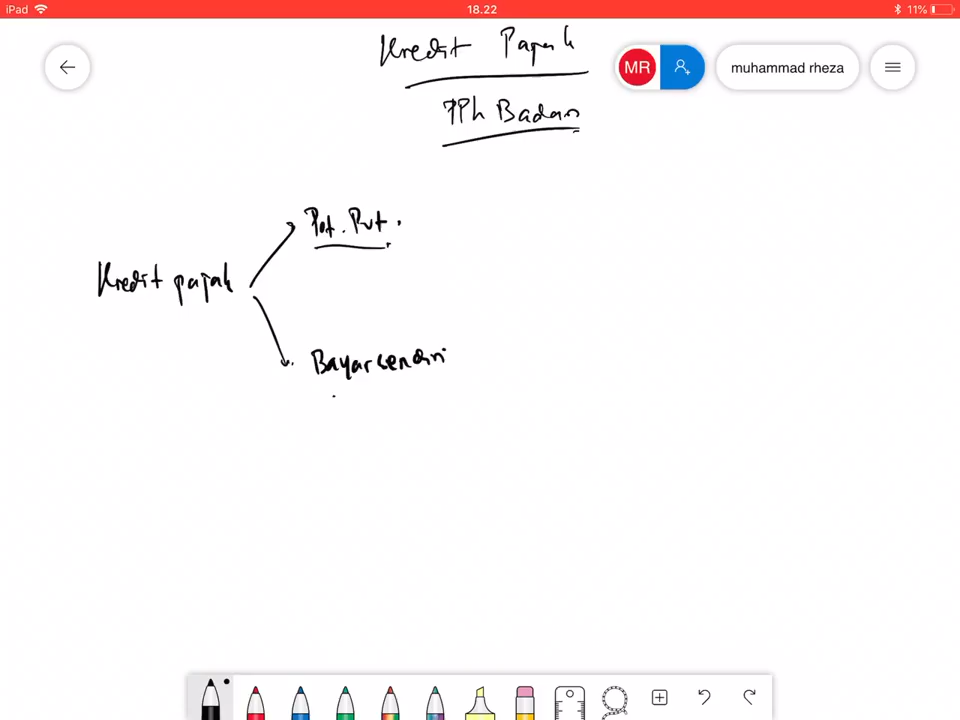 iPad 18.22 11%
Kredit Pajak
PPh Badan
MR muhammad rheza
Pot. Put.
Kredit pajak
Bayar sendiri